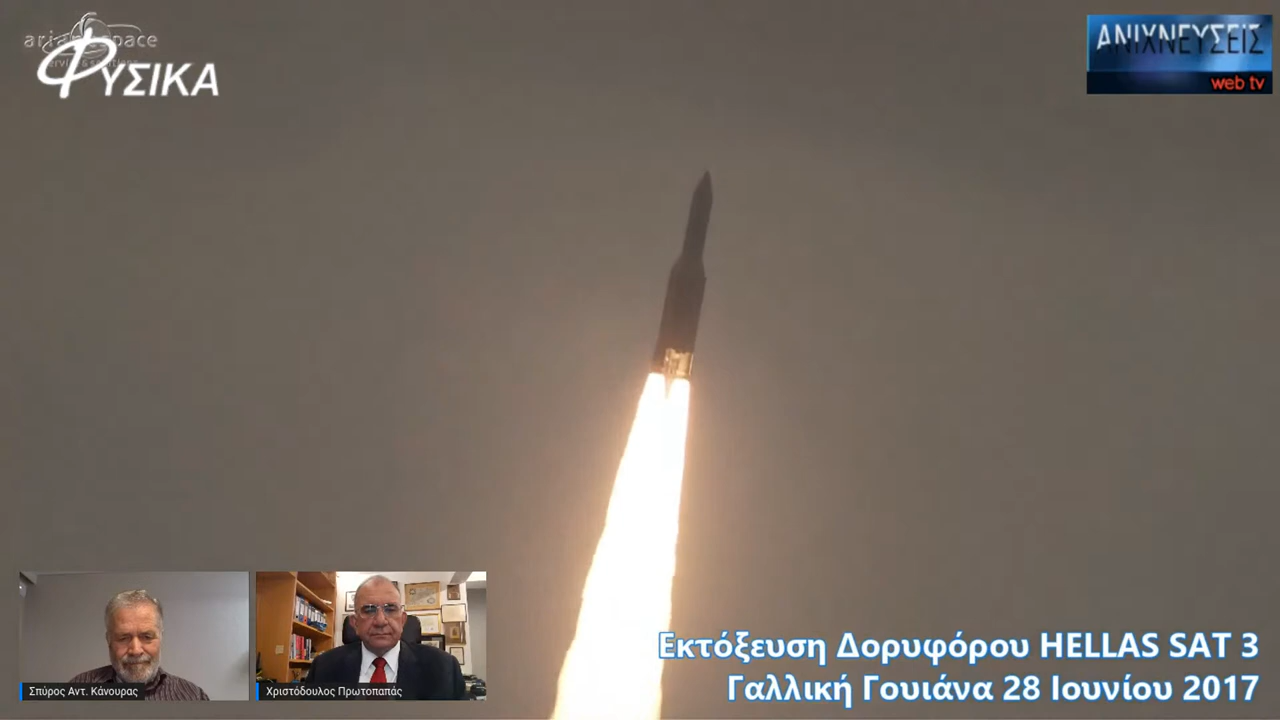 arianespace
ΦΥΣΙΚΑ
ΑΝΙΧΝΕΥΣΕΙΣ
web tv
Σπύρος Αντ. Κάνουρας
Χριστόδουλος Πρωτοπαπάς
Εκτόξευση Δορυφόρου HELLAS SAT 3
Γαλλική Γουιάνα 28 Ιουνίου 2017